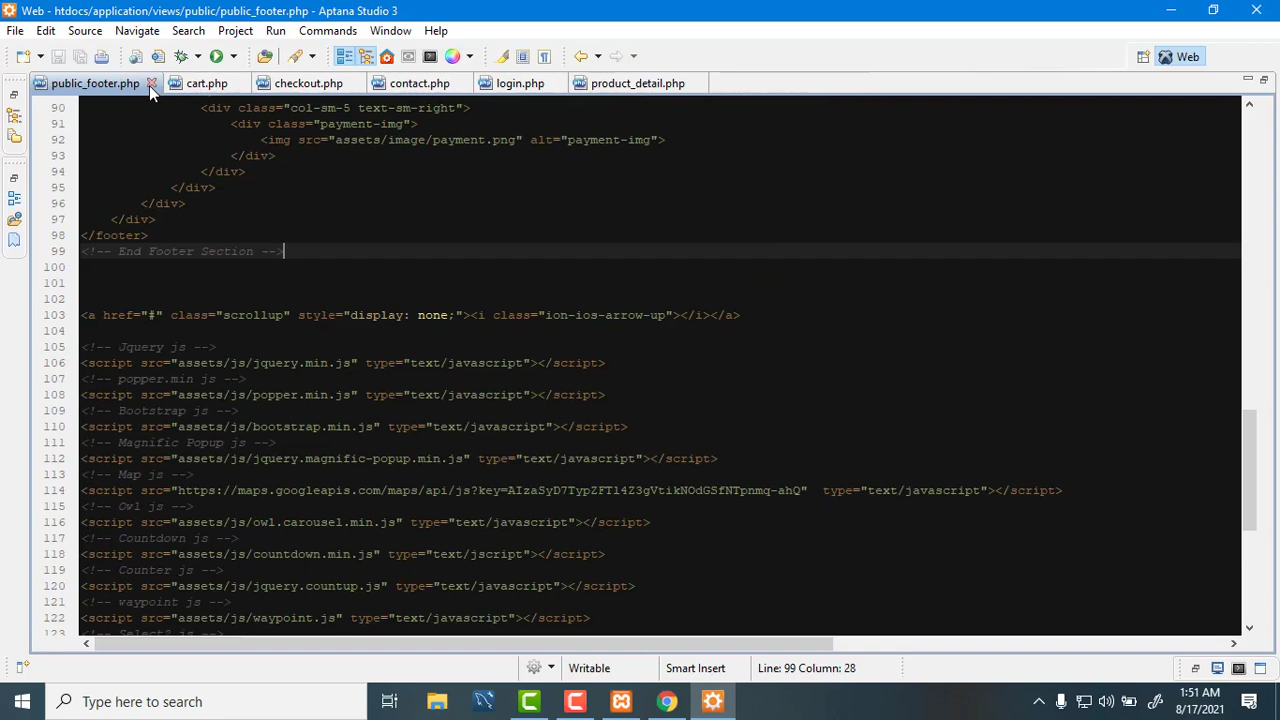 Web - htdocs/application/views/public/public_footer.php - Aptana Studio 3
File Edit Source Navigate Search Project Run Commands Window Help
Web
public_footer.php cart.php checkout.php contact.php login.php product_detail.php
90 <div class="col-sm-5 text-sm-right">
91 <div class="payment-img">
92 <img src="assets/image/payment.png" alt="payment-img">
93 </div>
94 </div>
95 </div>
96 </div>
97 </div>
98 </footer>
99 <!-- End Footer Section -->
100
101
102
103 <a href="#" class="scrollup" style="display: none;"><i class="ion-ios-arrow-up"></i></a>
104
105 <!-- Jquery js -->
106 <script src="assets/js/jquery.min.js" type="text/javascript"></script>
107 <!-- popper.min js -->
108 <script src="assets/js/popper.min.js" type="text/javascript"></script>
109 <!-- Bootstrap js -->
110 <script src="assets/js/bootstrap.min.js" type="text/javascript"></script>
111 <!-- Magnific Popup js -->
112 <script src="assets/js/jquery.magnific-popup.min.js" type="text/javascript"></script>
113 <!-- Map js -->
114 <script src="https://maps.googleapis.com/maps/api/js?key=AIzaSyD7TypZFTl4Z3gVtikNOdGSfNTpnmq-ahQ" type="text/javascript"></script>
115 <!-- Owl js -->
116 <script src="assets/js/owl.carousel.min.js" type="text/javascript"></script>
117 <!-- Countdown js -->
118 <script src="assets/js/countdown.min.js" type="text/jscript"></script>
119 <!-- Counter js -->
120 <script src="assets/js/jquery.countup.js" type="text/javascript"></script>
121 <!-- waypoint js -->
122 <script src="assets/js/waypoint.js" type="text/javascript"></script>
123 <!-- Select2 js -->
Writable Smart Insert Line: 99 Column: 28
Type here to search
1:51 AM
8/17/2021